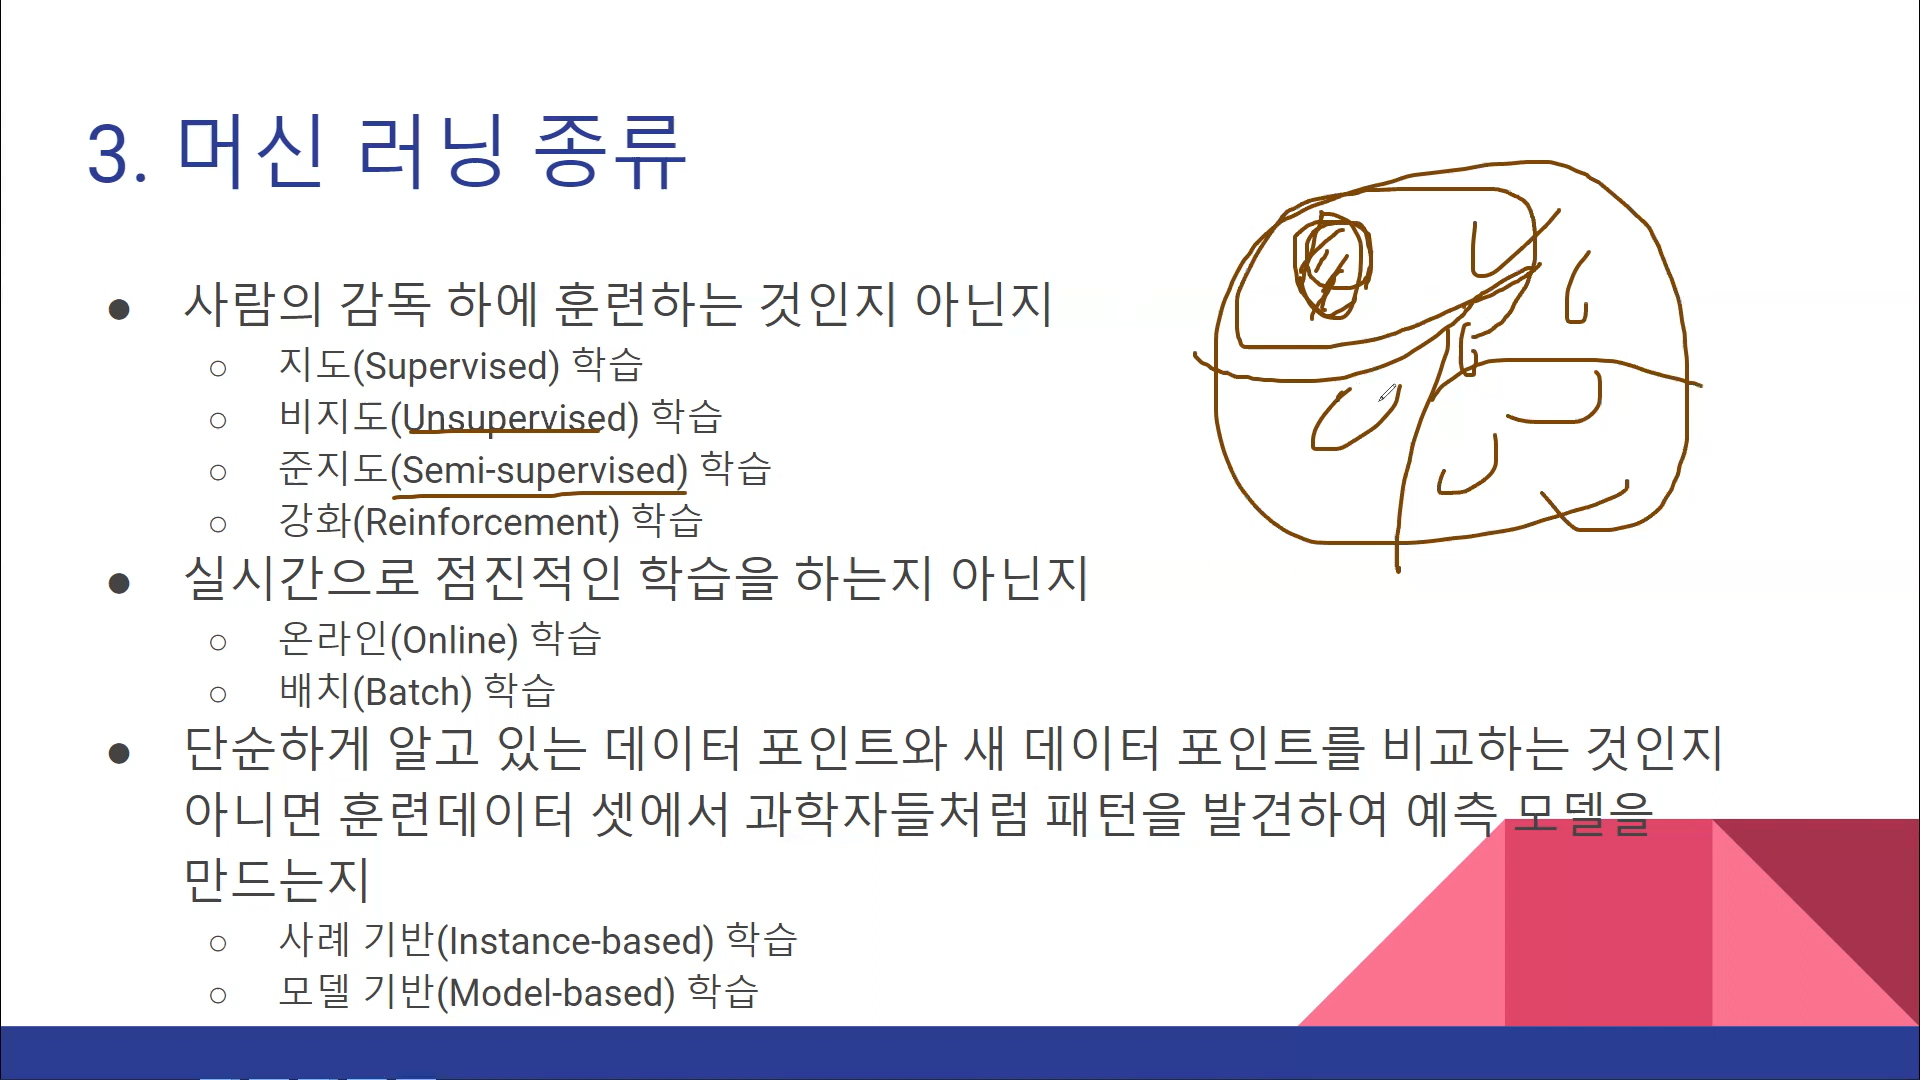 3. 머신 러닝 종류
● 사람의 감독 하에 훈련하는 것인지 아닌지
○ 지도(Supervised) 학습
○ 비지도(Unsupervised) 학습
○ 준지도(Semi-supervised) 학습
○ 강화(Reinforcement) 학습
● 실시간으로 점진적인 학습을 하는지 아닌지
○ 온라인(Online) 학습
○ 배치(Batch) 학습
● 단순하게 알고 있는 데이터 포인트와 새 데이터 포인트를 비교하는 것인지
아니면 훈련데이터 셋에서 과학자들처럼 패턴을 발견하여 예측 모델을
만드는지
○ 사례 기반(Instance-based) 학습
○ 모델 기반(Model-based) 학습